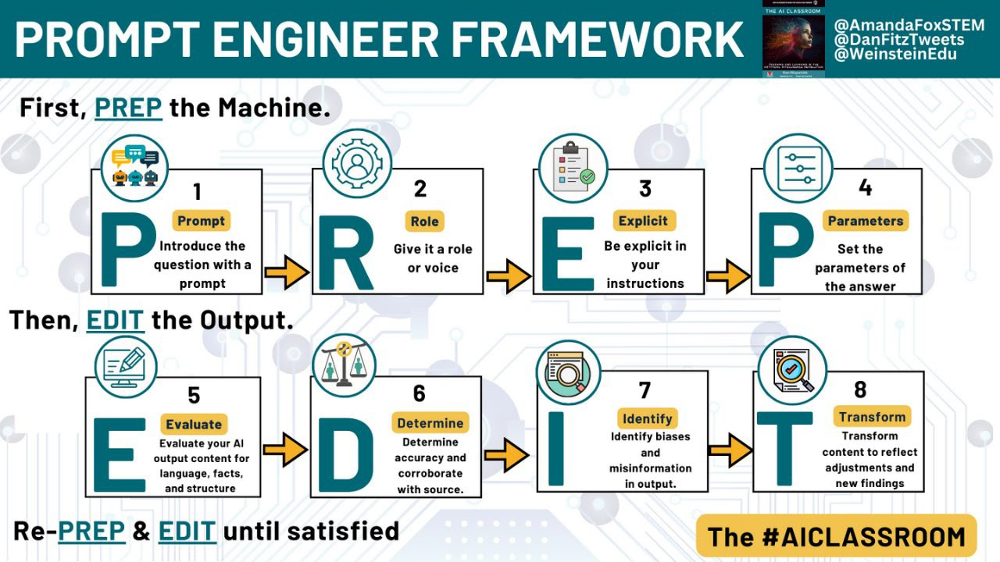 PROMPT ENGINEER FRAMEWORK
THE AI CLASSROOM
@AmandaFoxSTEM
@DanFitzTweets
@WeinsteinEdu
First, PREP the Machine.
1
P
Prompt
Introduce the
question with a
prompt
2
R
Role
Give it a role
or voice
3
E
Explicit
Be explicit in
your
instructions
4
P
Parameters
Set the
parameters of
the answer
Then, EDIT the Output.
5
E
Evaluate
Evaluate your AI
output content for
language, facts,
and structure
6
D
Determine
Determine
accuracy and
corroborate
with source.
7
I
Identify
Identify biases
and
misinformation
in output.
8
T
Transform
Transform
content to reflect
adjustments and
new findings
Re-PREP & EDIT until satisfied
The #AICLASSROOM